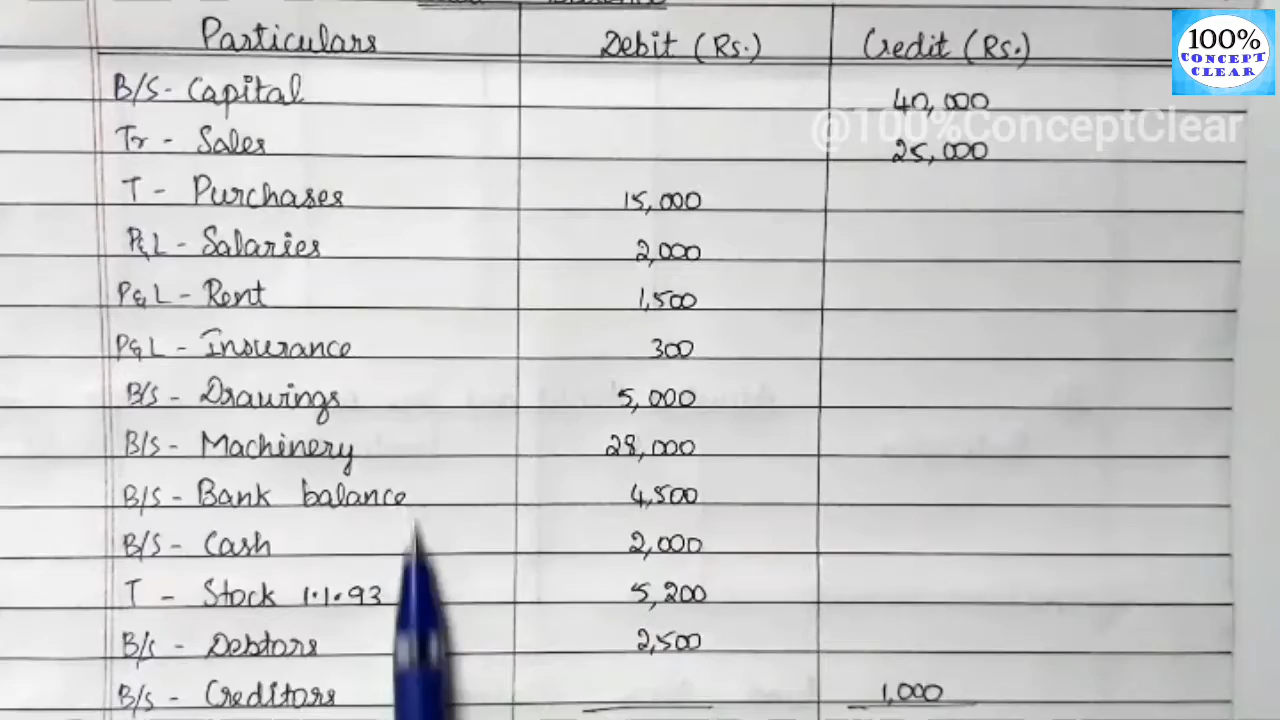 Particulars Debit (Rs.) Credit (Rs.)
B/S - Capital 40,000
Tr - Sales 25,000
T - Purchases 15,000
P&L - Salaries 2,000
P&L - Rent 1,500
P&L - Insurance 300
B/S - Drawings 5,000
B/S - Machinery 28,000
B/S - Bank balance 4,500
B/S - Cash 2,000
T - Stock 1.1.93 5,200
B/S - Debtors 2,500
B/S - Creditors 1,000
100%
CONCEPT
CLEAR
@100%ConceptClear